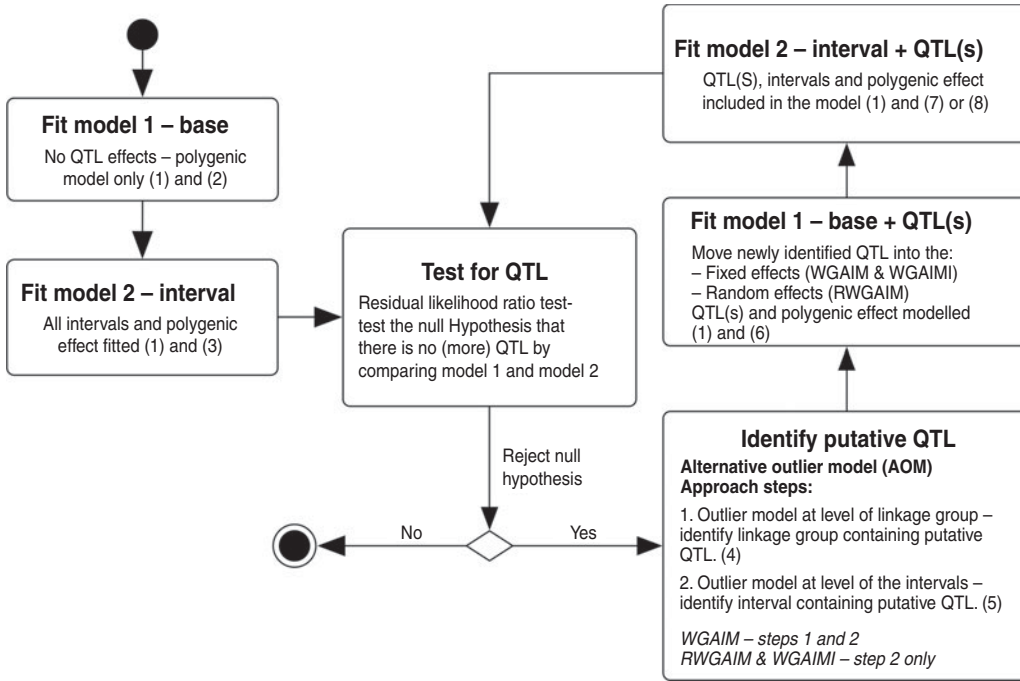 Fit model 1 – base
No QTL effects – polygenic
model only (1) and (2)
Fit model 2 – interval
All intervals and polygenic
effect fitted (1) and (3)
Test for QTL
Residual likelihood ratio test-
test the null Hypothesis that
there is no (more) QTL by
comparing model 1 and model 2
Reject null
hypothesis
No
Yes
Identify putative QTL
Alternative outlier model (AOM)
Approach steps:
1. Outlier model at level of linkage group –
identify linkage group containing putative
QTL. (4)
2. Outlier model at level of the intervals –
identify interval containing putative QTL. (5)
WGAIM – steps 1 and 2
RWGAIM & WGAIMI – step 2 only
Fit model 1 – base + QTL(s)
Move newly identified QTL into the:
– Fixed effects (WGAIM & WGAIMI)
– Random effects (RWGAIM)
QTL(s) and polygenic effect modelled
(1) and (6)
Fit model 2 – interval + QTL(s)
QTL(S), intervals and polygenic effect
included in the model (1) and (7) or (8)